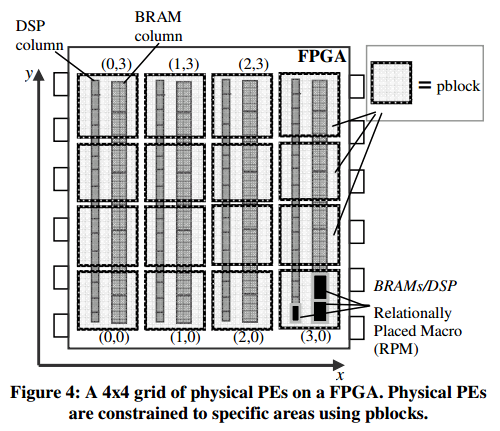 DSP
column
BRAM
column
FPGA
(0,3) (1,3) (2,3)
y
= pblock
BRAMs/DSP
Relationally
Placed Macro
(RPM)
(0,0) (1,0) (2,0) (3,0)
x
Figure 4: A 4x4 grid of physical PEs on a FPGA. Physical PEs
are constrained to specific areas using pblocks.